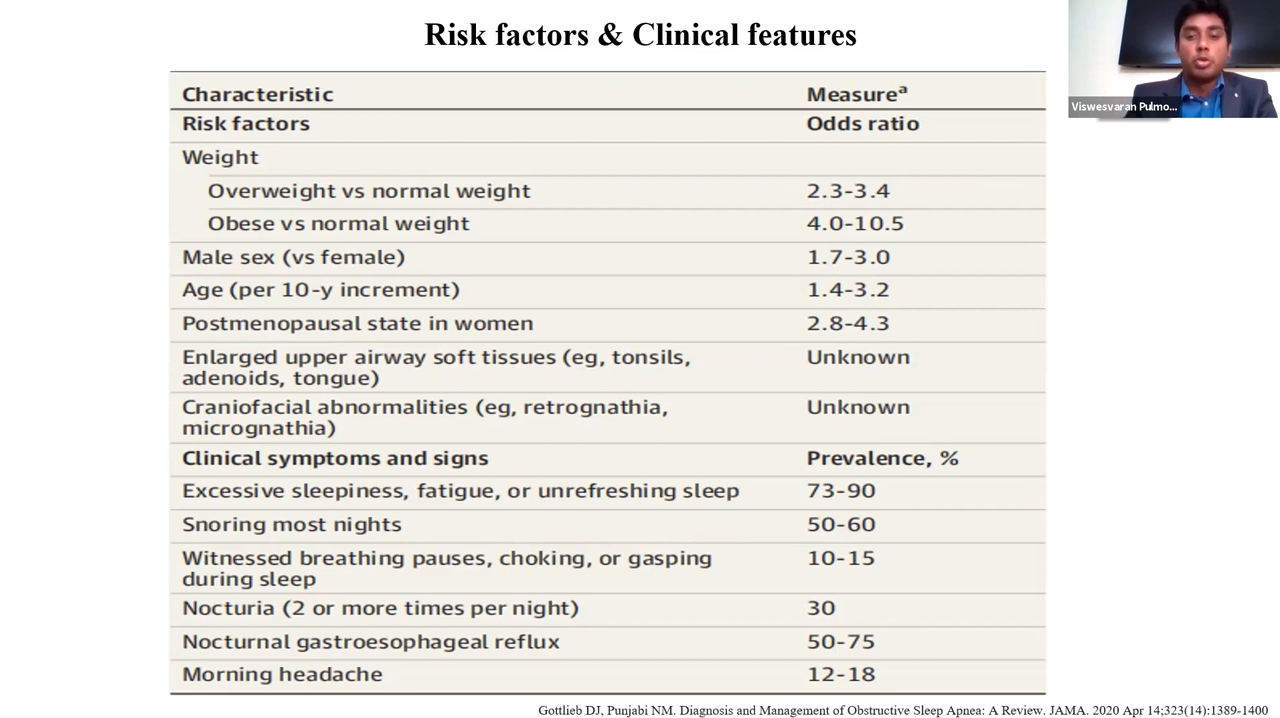 Risk factors & Clinical features
Viswesvaran Pulmo...
Characteristic Measureª
Risk factors Odds ratio
Weight
Overweight vs normal weight 2.3-3.4
Obese vs normal weight 4.0-10.5
Male sex (vs female) 1.7-3.0
Age (per 10-y increment) 1.4-3.2
Postmenopausal state in women 2.8-4.3
Enlarged upper airway soft tissues (eg, tonsils, Unknown
adenoids, tongue)
Craniofacial abnormalities (eg, retrognathia, Unknown
micrognathia)
Clinical symptoms and signs Prevalence, %
Excessive sleepiness, fatigue, or unrefreshing sleep 73-90
Snoring most nights 50-60
Witnessed breathing pauses, choking, or gasping 10-15
during sleep
Nocturia (2 or more times per night) 30
Nocturnal gastroesophageal reflux 50-75
Morning headache 12-18
Gottlieb DJ, Punjabi NM. Diagnosis and Management of Obstructive Sleep Apnea: A Review. JAMA. 2020 Apr 14;323(14):1389-1400